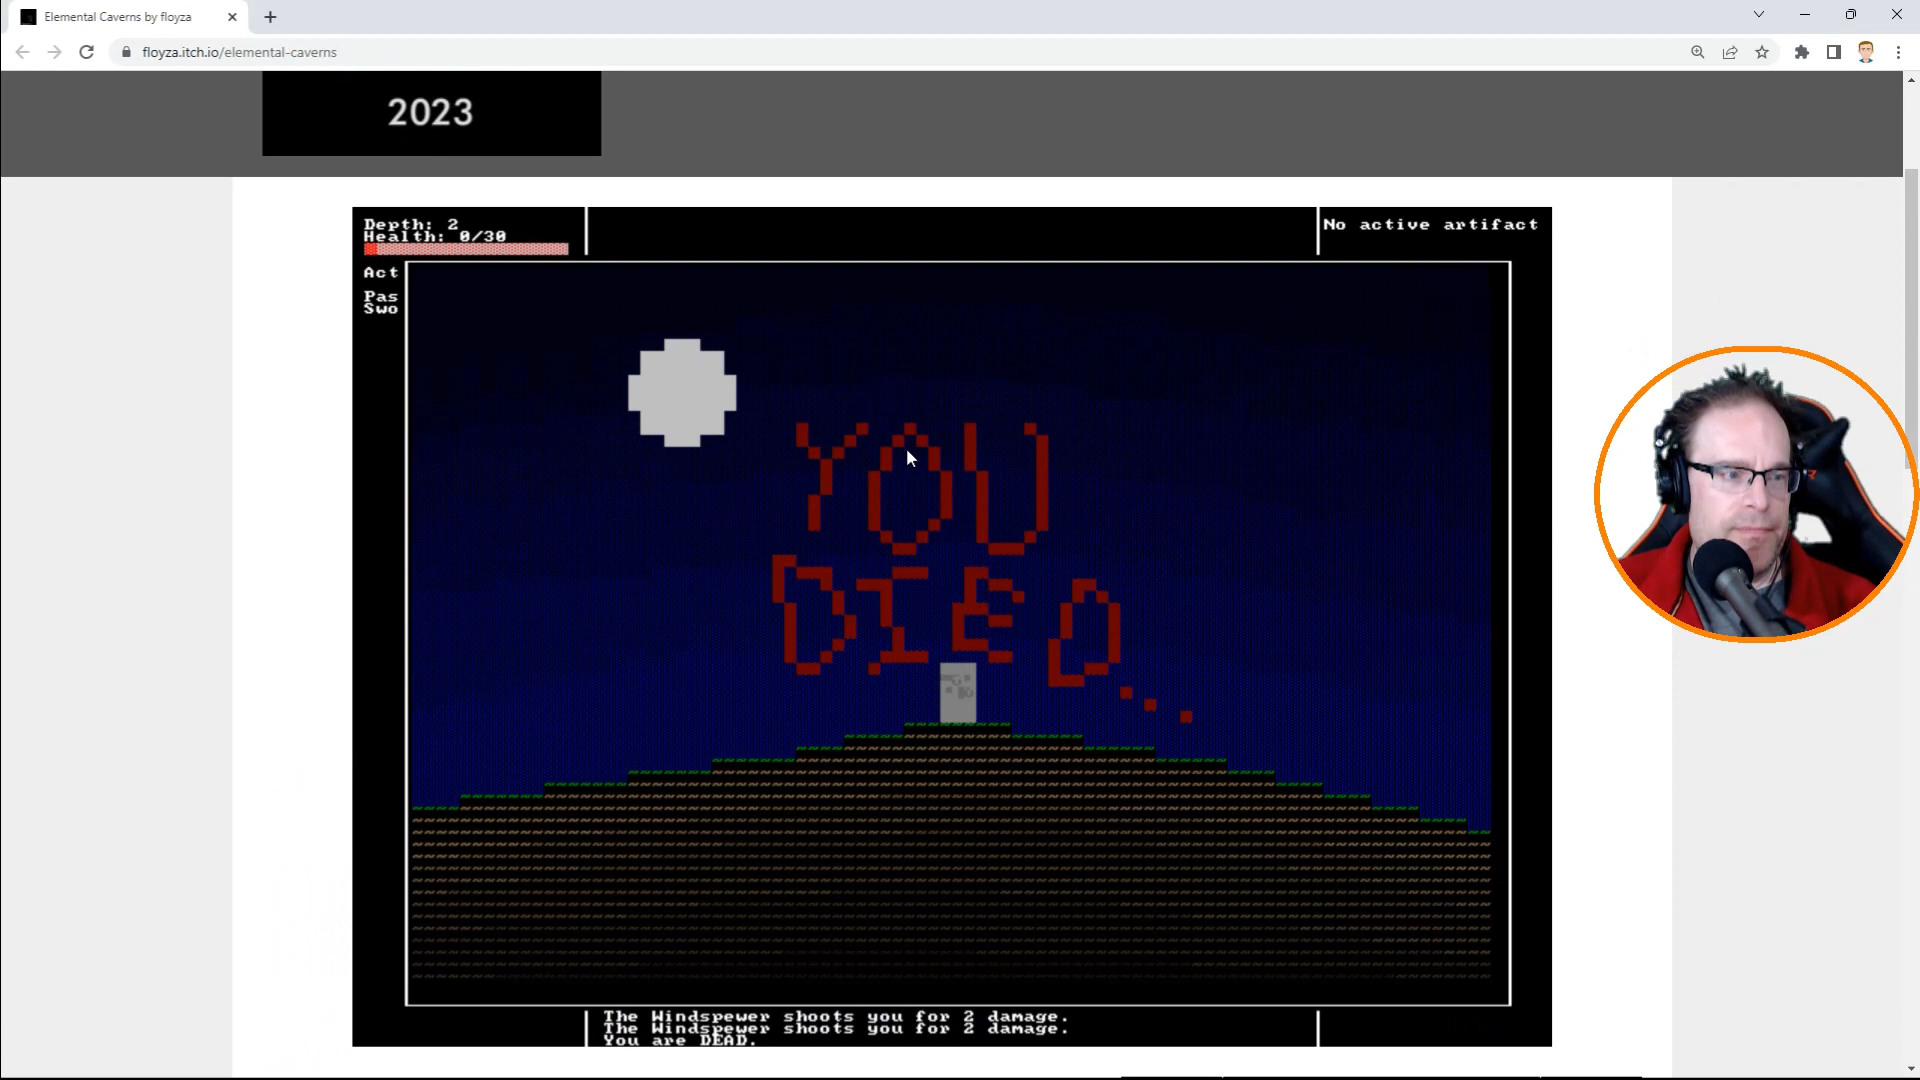 Elemental Caverns by floyza
floyza.itch.io/elemental-caverns
2023
Depth: 2
Health: 0/30
No active artifact
Act
Pas
Swo
YOU
DIED...
The Windspewer shoots you for 2 damage.
The Windspewer shoots you for 2 damage.
You are DEAD.